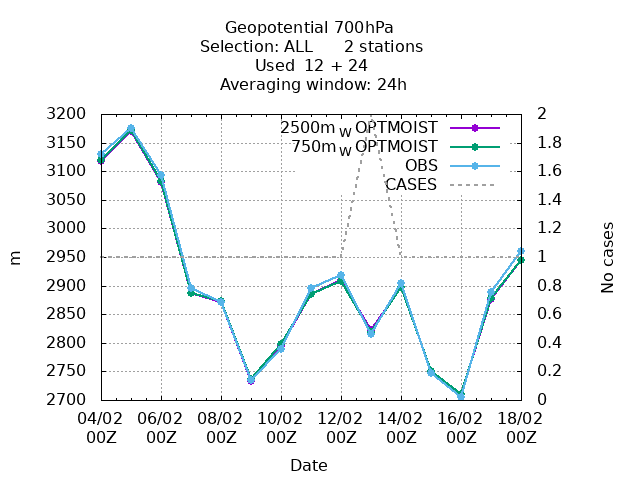 Geopotential 700hPa
Selection: ALL 2 stations
Used 12 + 24
Averaging window: 24h
3200
3150
3100
3050
3000
2950
2900
2850
2800
2750
2700
m
2500m W OPTMOIST
750m W OPTMOIST
OBS
CASES
2
1.8
1.6
1.4
1.2
1
0.8
0.6
0.4
0.2
0
No cases
04/02 06/02 08/02 10/02 12/02 14/02 16/02 18/02
00Z 00Z 00Z 00Z 00Z 00Z 00Z 00Z
Date